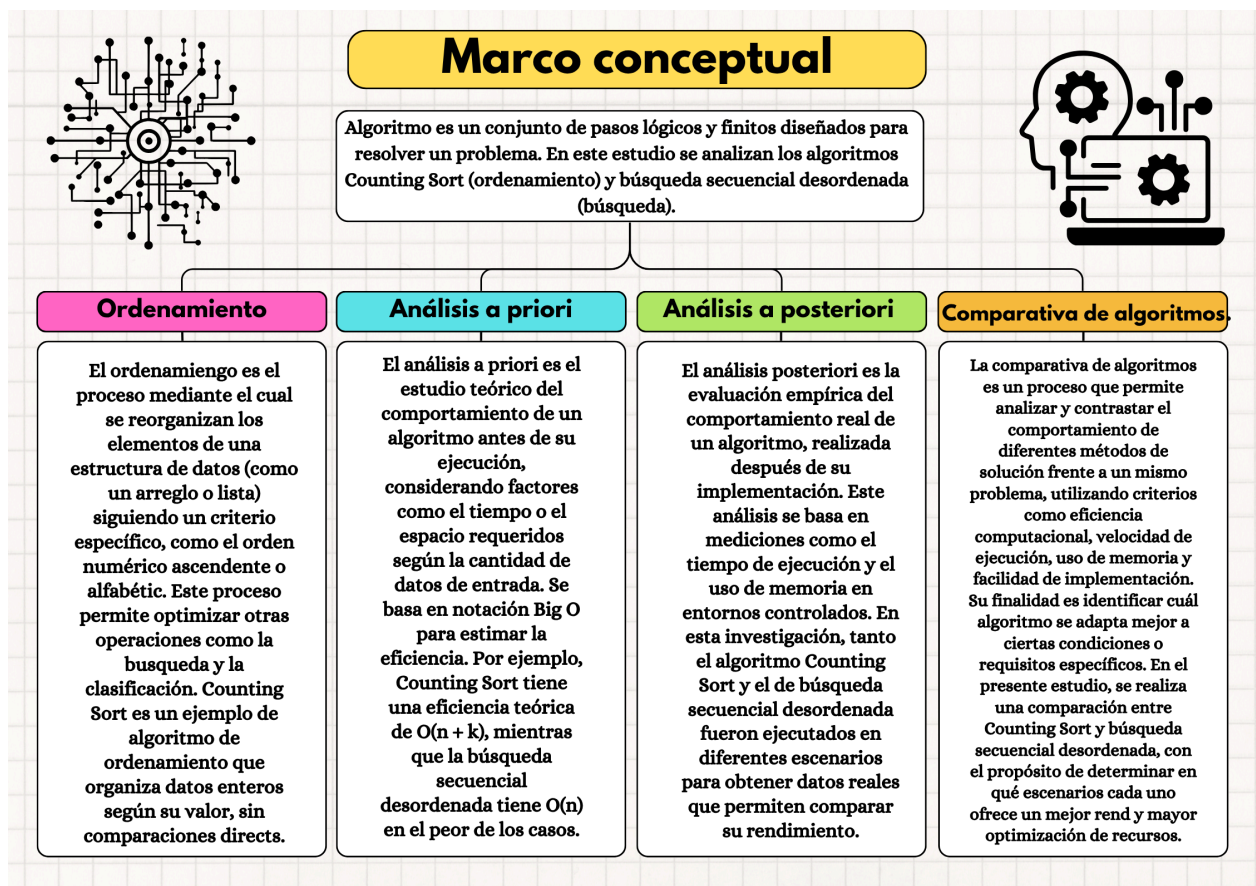 Marco conceptual
Algoritmo es un conjunto de pasos lógicos y finitos diseñados para
resolver un problema. En este estudio se analizan los algoritmos
Counting Sort (ordenamiento) y búsqueda secuencial desordenada
(búsqueda).
Ordenamiento
El ordenamiengo es el
proceso mediante el cual
se reorganizan los
elementos de una
estructura de datos (como
un arreglo o lista)
siguiendo un criterio
específico, como el orden
numérico ascendente o
alfabétic. Este proceso
permite optimizar otras
operaciones como la
busqueda y la
clasificación. Counting
Sort es un ejemplo de
algoritmo de
ordenamiento que
organiza datos enteros
según su valor, sin
comparaciones directs.
Análisis a priori
El análisis a priori es el
estudio teórico del
comportamiento de un
algoritmo antes de su
ejecución,
considerando factores
como el tiempo o el
espacio requeridos
según la cantidad de
datos de entrada. Se
basa en notación Big O
para estimar la
eficiencia. Por ejemplo,
Counting Sort tiene
una eficiencia teórica
de O(n + k), mientras
que la búsqueda
secuencial
desordenada tiene O(n)
en el peor de los casos.
Análisis a posteriori
El análisis posteriori es la
evaluación empírica del
comportamiento real de
un algoritmo, realizada
después de su
implementación. Este
análisis se basa en
mediciones como el
tiempo de ejecución y el
uso de memoria en
entornos controlados. En
esta investigación, tanto
el algoritmo Counting
Sort y el de búsqueda
secuencial desordenada
fueron ejecutados en
diferentes escenarios
para obtener datos reales
que permiten comparar
su rendimiento.
Comparativa de algoritmos.
La comparativa de algoritmos
es un proceso que permite
analizar y contrastar el
comportamiento de
diferentes métodos de
solución frente a un mismo
problema, utilizando criterios
como eficiencia
computacional, velocidad de
ejecución, uso de memoria y
facilidad de implementación.
Su finalidad es identificar cuál
algoritmo se adapta mejor a
ciertas condiciones o
requisitos específicos. En el
presente estudio, se realiza
una comparación entre
Counting Sort y búsqueda
secuencial desordenada, con
el propósito de determinar en
qué escenarios cada uno
ofrece un mejor rend y mayor
optimización de recursos.